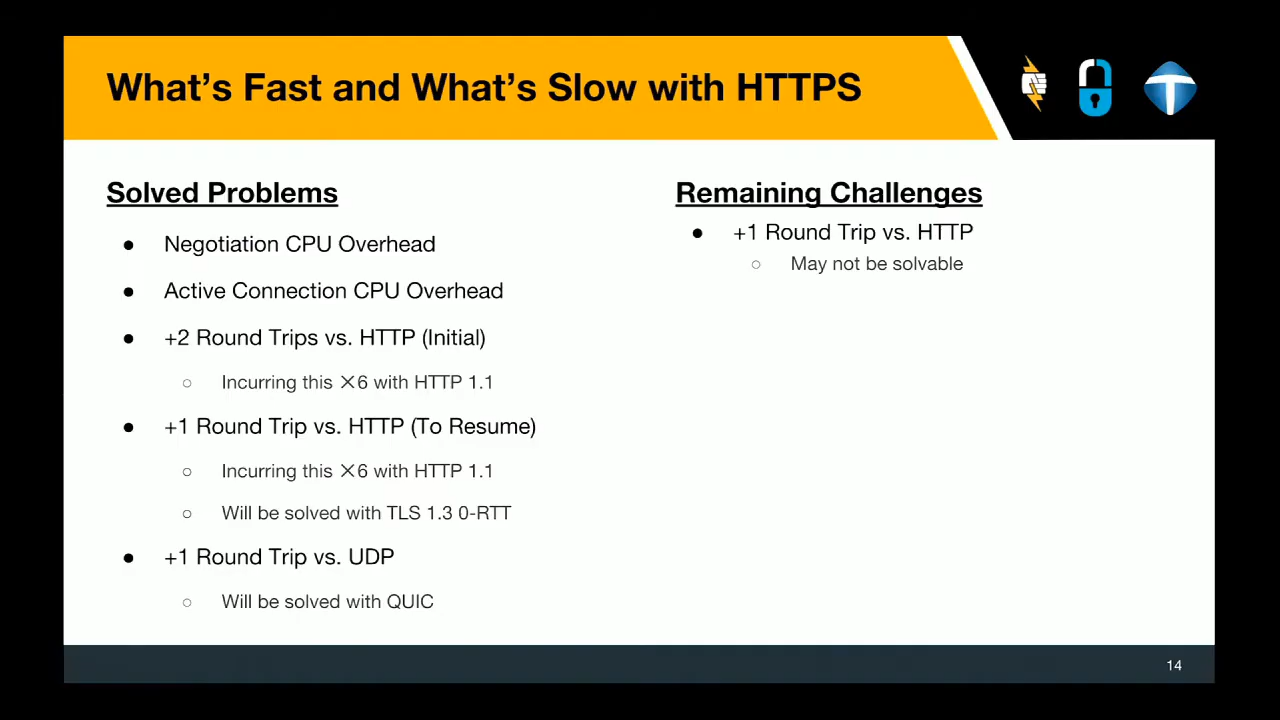 What's Fast and What's Slow with HTTPS
Solved Problems
● Negotiation CPU Overhead
● Active Connection CPU Overhead
● +2 Round Trips vs. HTTP (Initial)
○ Incurring this ×6 with HTTP 1.1
● +1 Round Trip vs. HTTP (To Resume)
○ Incurring this ×6 with HTTP 1.1
○ Will be solved with TLS 1.3 0-RTT
● +1 Round Trip vs. UDP
○ Will be solved with QUIC
Remaining Challenges
● +1 Round Trip vs. HTTP
○ May not be solvable
14